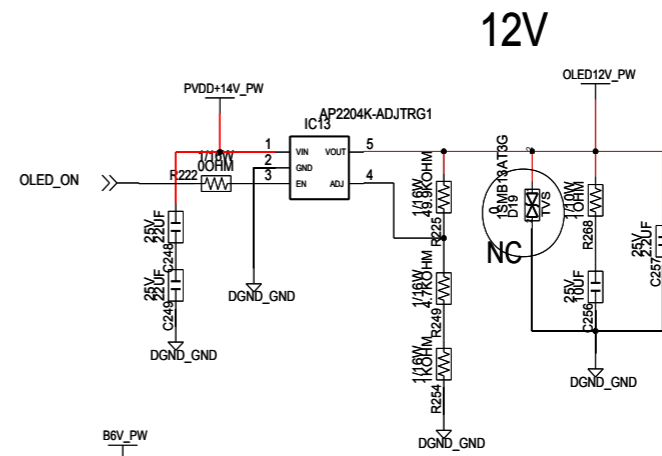 12V
PVDD+14V_PW
OLED12V_PW
AP2204K-ADJTRG1
IC13
1
2
3
5
4
VIN
GND
EN
VOUT
ADJ
OLED_ON
1/16W
0OHM
R222
25V
22UF
C248
25V
22UF
C249
DGND_GND
DGND_GND
1/16W
49.9KOHM
R225
1/16W
4.7KOHM
R249
1/16W
1KOHM
R254
DGND_GND
0
1SMB13AT3G
D19
TVS
NC
1/10W
1OHM
R268
25V
10UF
C256
DGND_GND
25V
2.2UF
C257
B6V_PW